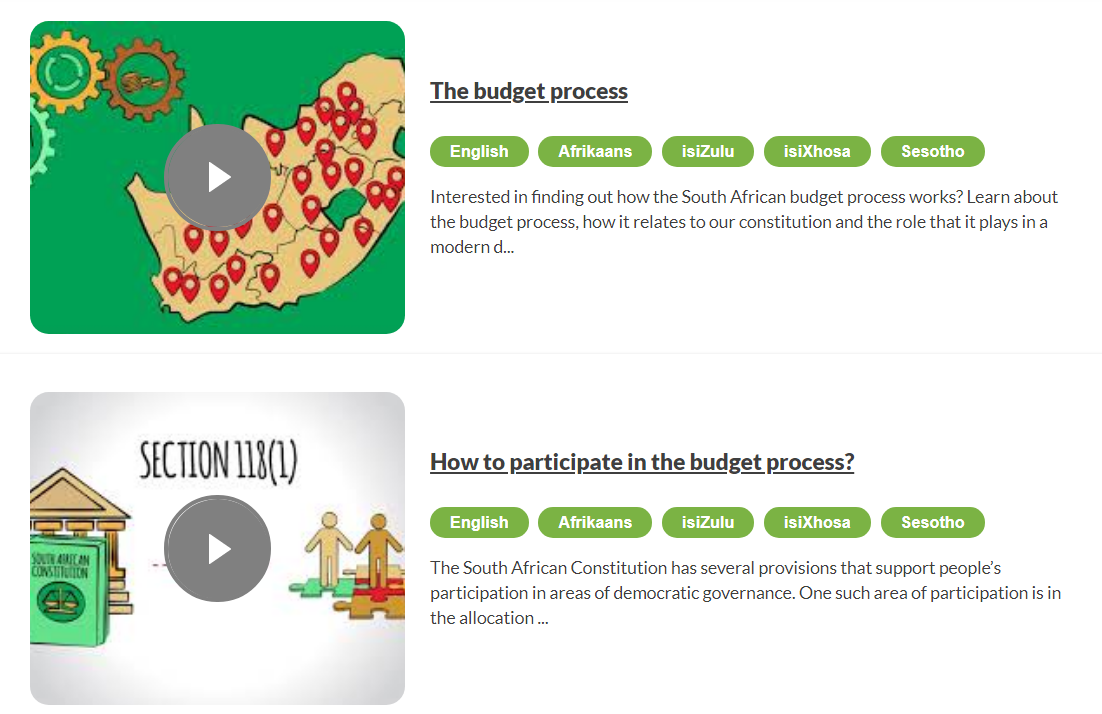 The budget process
English Afrikaans isiZulu isiXhosa Sesotho
Interested in finding out how the South African budget process works? Learn about
the budget process, how it relates to our constitution and the role that it plays in a
modern d...
SECTION 118(1)
SOUTH AFRICAN
CONSTITUTION
How to participate in the budget process?
English Afrikaans isiZulu isiXhosa Sesotho
The South African Constitution has several provisions that support people’s
participation in areas of democratic governance. One such area of participation is in
the allocation ...